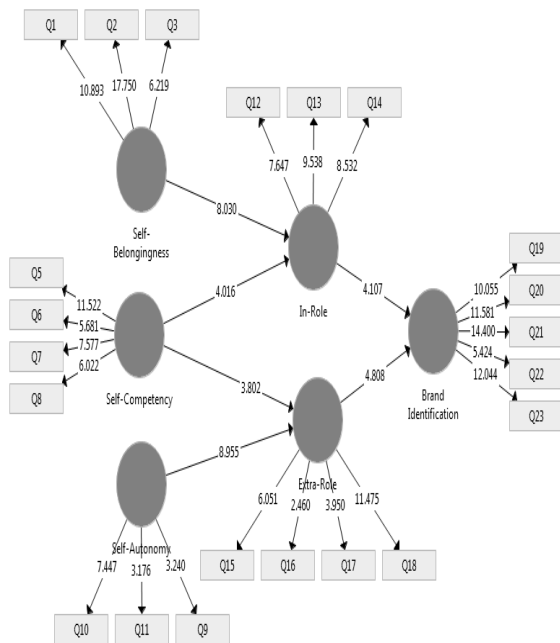 Q1 Q2 Q3
10.893 17.750 6.219
Q12 Q13 Q14
7.647 9.538 8.532
Self-
Belongingness
8.030
In-Role
Q5
Q6
Q7
Q8
11.522
5.681
7.577
6.022
Self-Competency
4.016
3.802
4.107
4.808
Q19
Q20
Q21
Q22
Q23
10.055
11.581
14.400
5.424
12.044
Brand
Identification
8.955
Extra-Role
6.051 2.460 3.950 11.475
Q15 Q16 Q17 Q18
Self-Autonomy
7.447 3.176 3.240
Q10 Q11 Q9